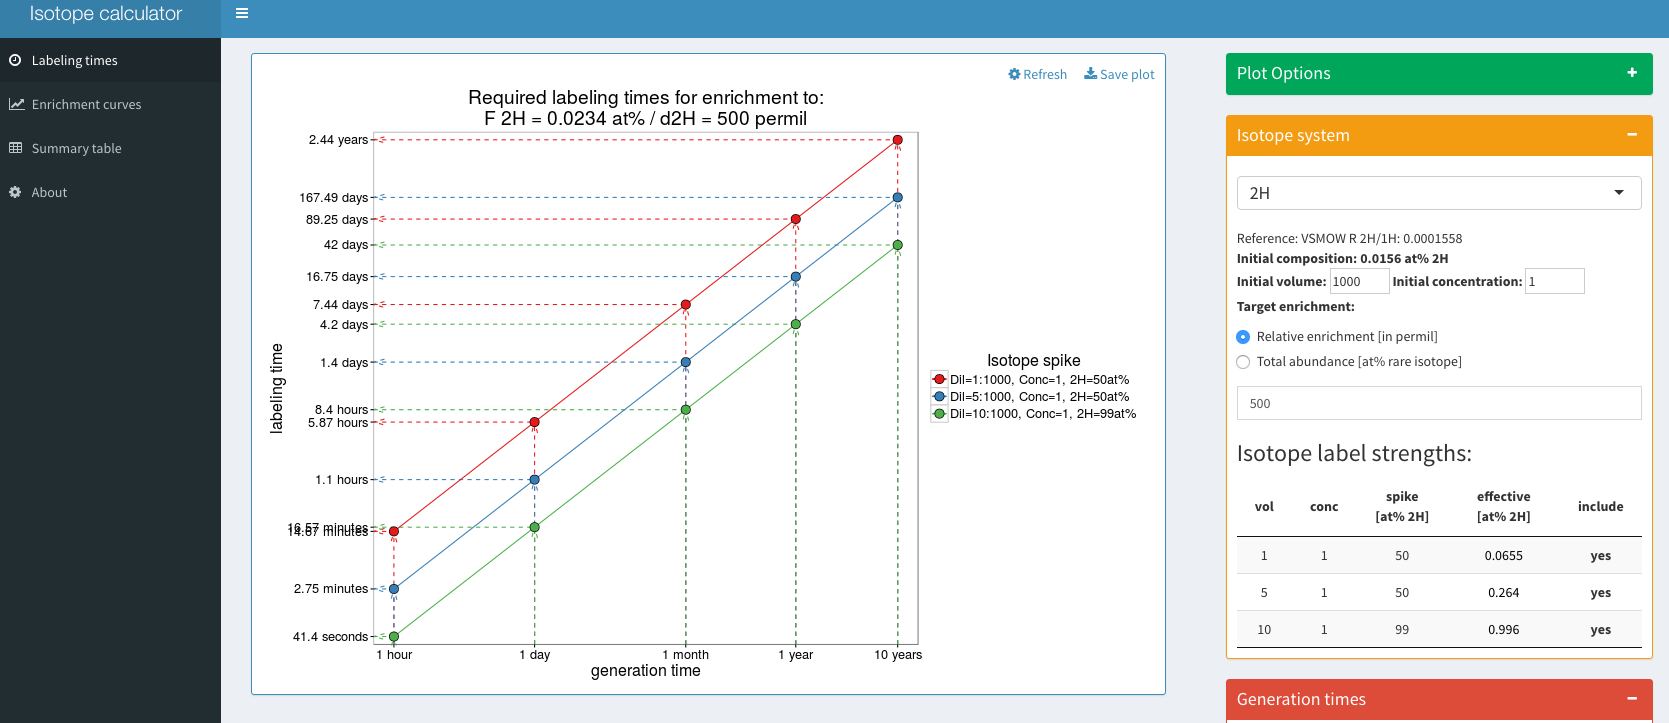 Isotope calculator
Labeling times
Enrichment curves
Summary table
About
Refresh Save plot
Required labeling times for enrichment to:
F 2H = 0.0234 at% / d2H = 500 permil
2.44 years
167.49 days
89.25 days
42 days
16.75 days
7.44 days
4.2 days
1.4 days
8.4 hours
5.87 hours
1.1 hours
16.57 minutes
14.67 minutes
2.75 minutes
41.4 seconds
labeling time
1 hour 1 day 1 month 1 year 10 years
generation time
Isotope spike
Dil=1:1000, Conc=1, 2H=50at%
Dil=5:1000, Conc=1, 2H=50at%
Dil=10:1000, Conc=1, 2H=99at%
Plot Options
Isotope system
2H
Reference: VSMOW R 2H/1H: 0.0001558
Initial composition: 0.0156 at% 2H
Initial volume: 1000 Initial concentration: 1
Target enrichment:
Relative enrichment [in permil]
Total abundance [at% rare isotope]
500
Isotope label strengths:
vol conc spike [at% 2H] effective [at% 2H] include
1 1 50 0.0655 yes
5 1 50 0.264 yes
10 1 99 0.996 yes
Generation times